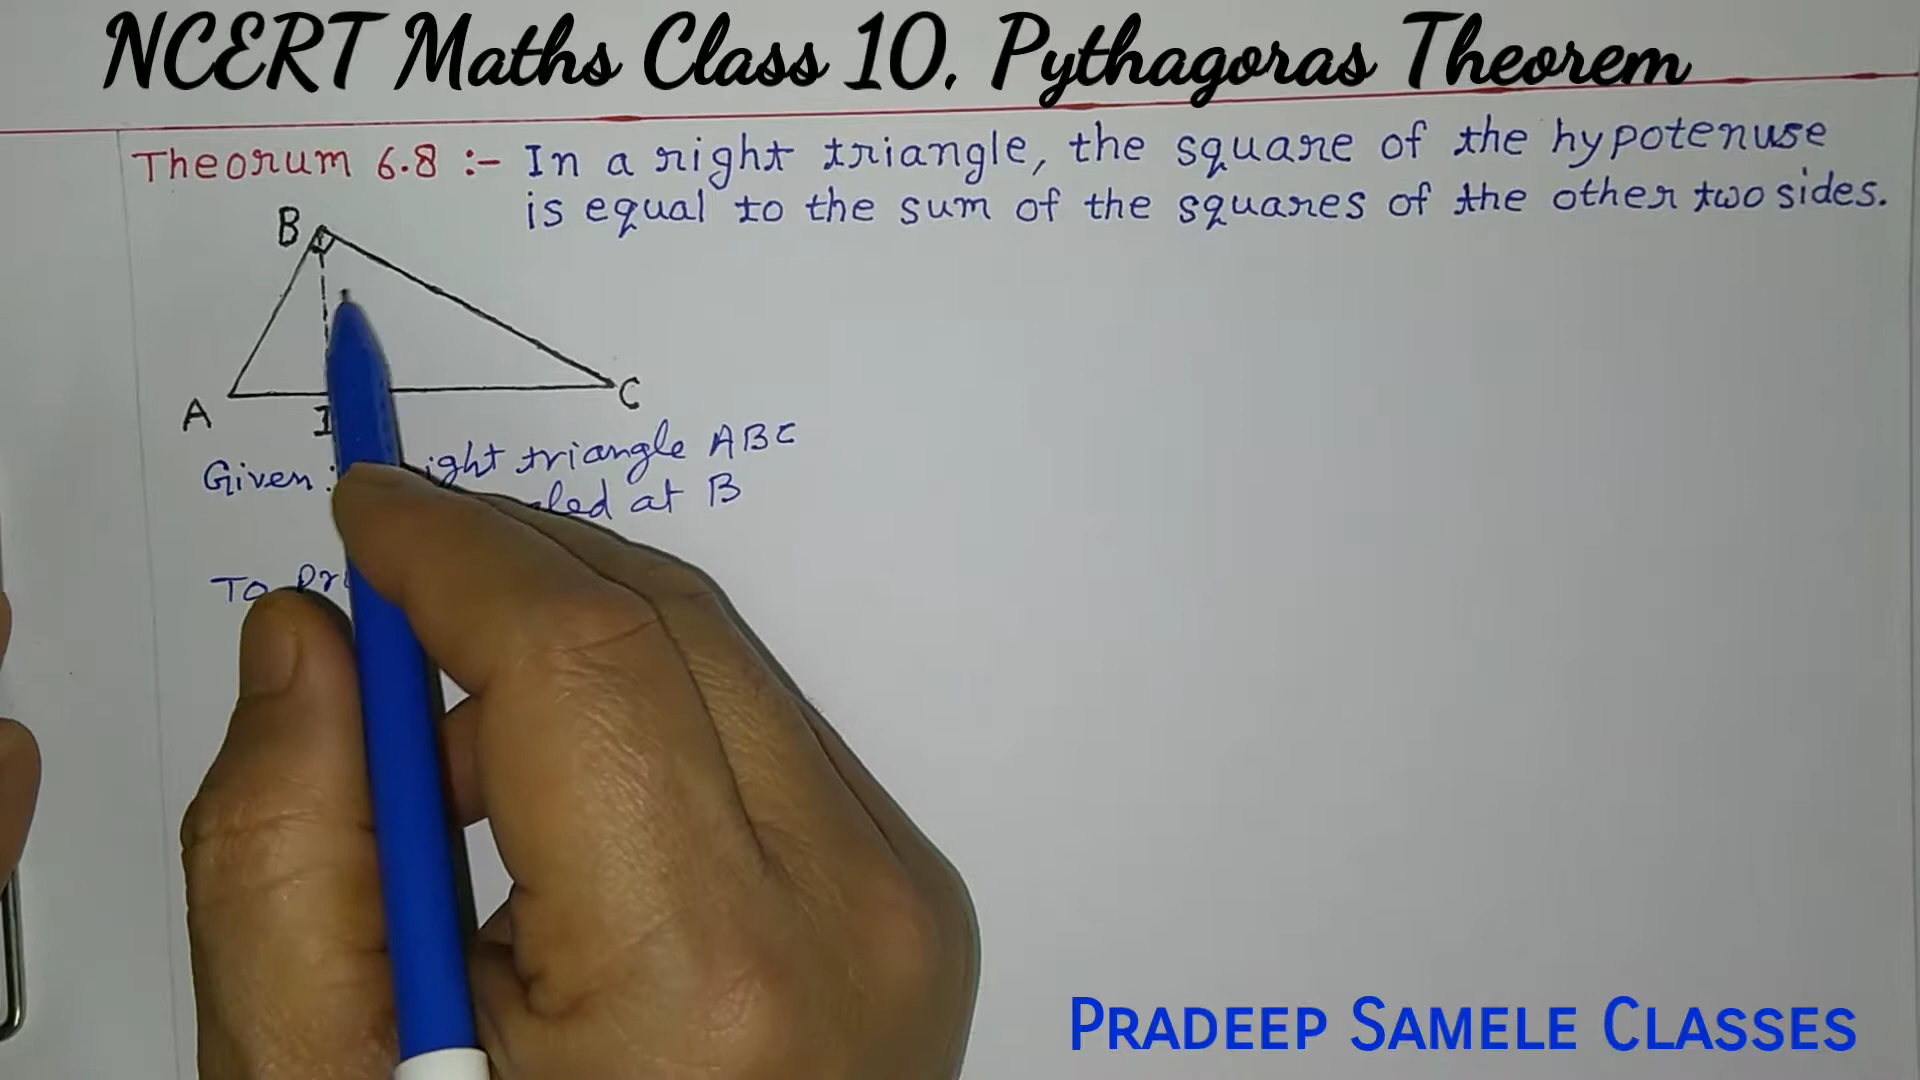 NCERT Maths Class 10. Pythagoras Theorem
Theorum 6.8 :- In a right triangle, the square of the hypotenuse
is equal to the sum of the squares of the other two sides.
B
A
C
Given : ight triangle ABC
at B
To
PRADEEP SAMELE CLASSES